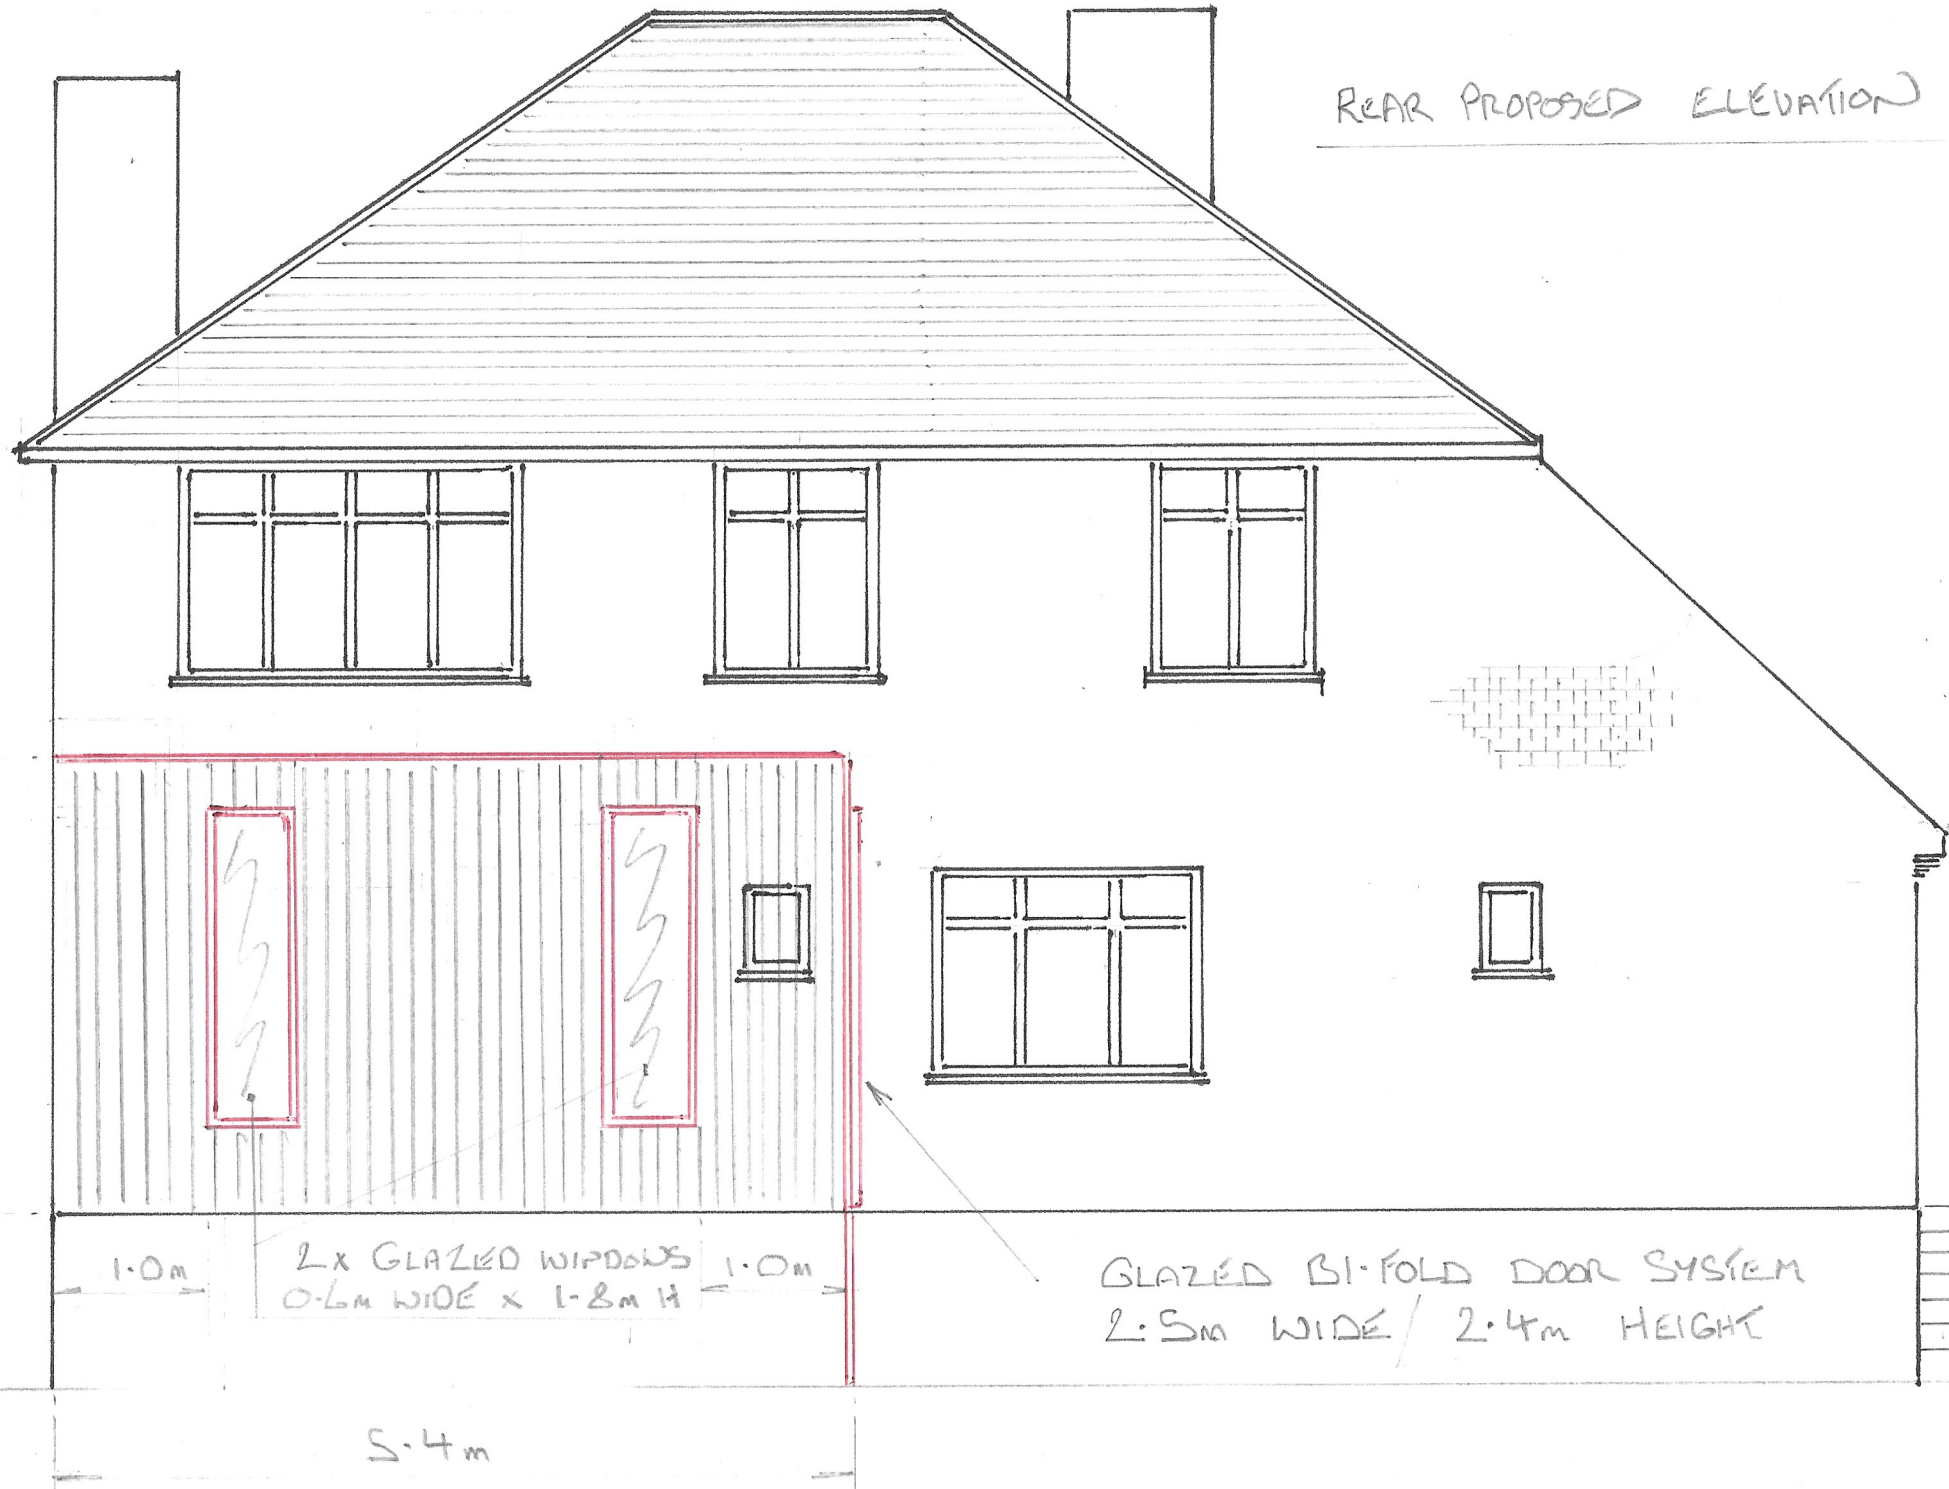 REAR PROPOSED ELEVATION
1.0m
2x GLAZED WINDOWS
0.6m WIDE x 1-8m H
1.0m
GLAZED BI-FOLD DOOR SYSTEM
2.5m WIDE / 2.4m HEIGHT
5.4m